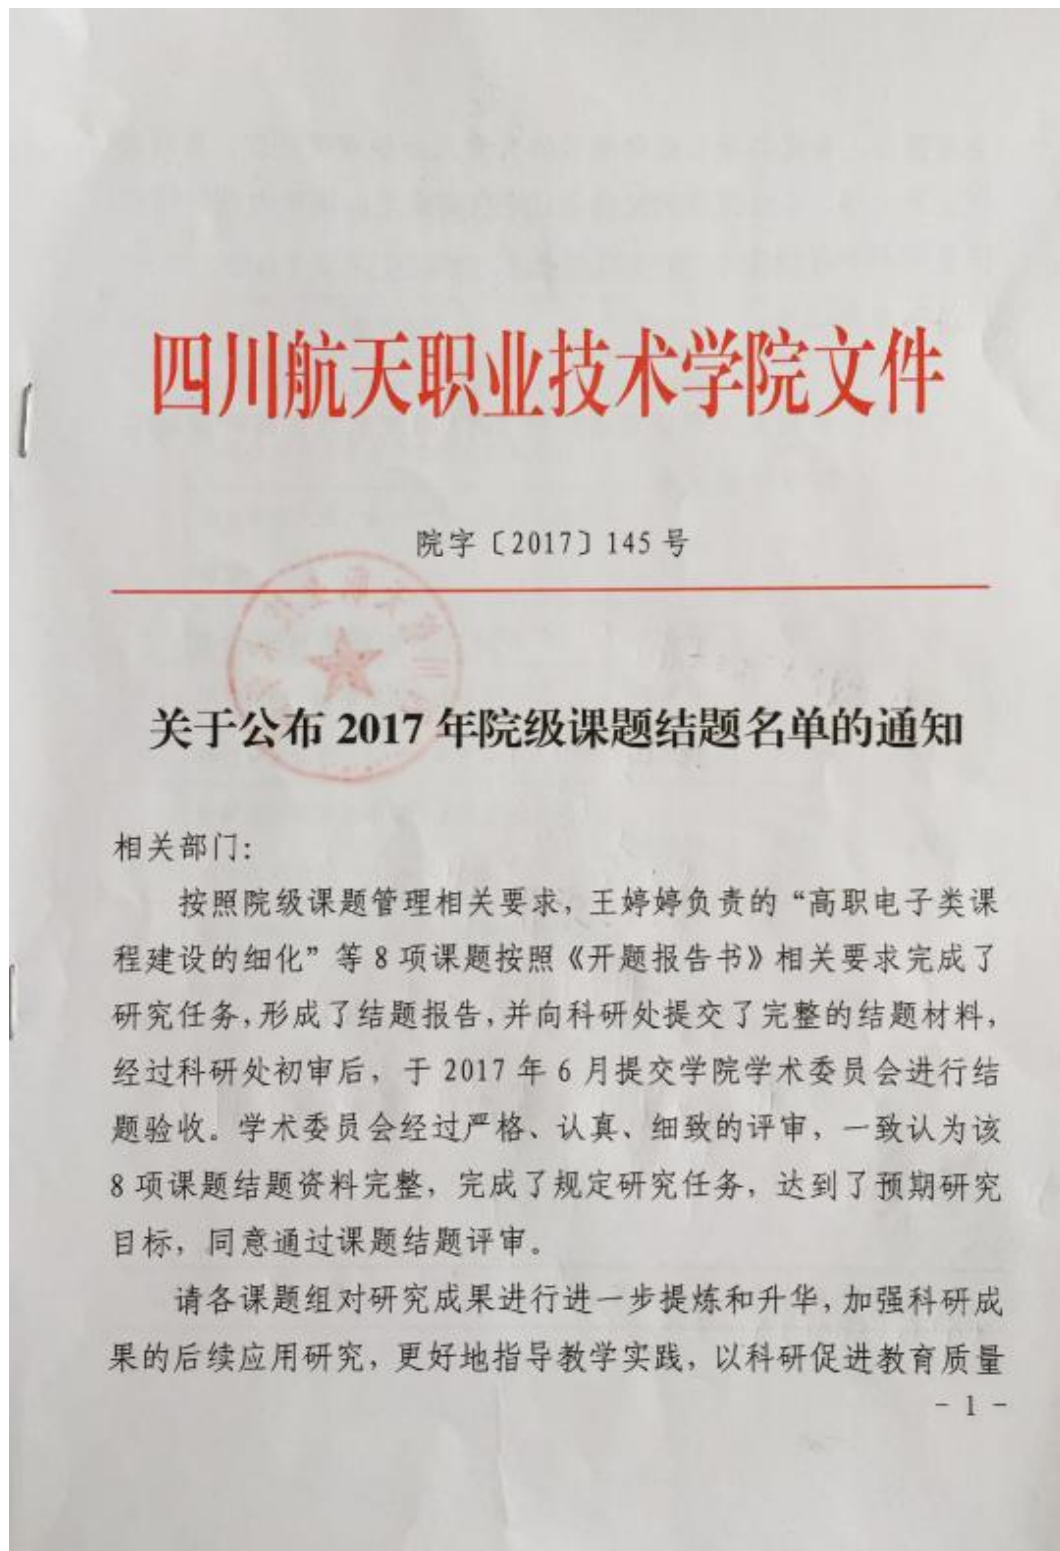 四川航天职业技术学院文件
院字〔2017〕145号
关于公布 2017 年院级课题结题名单的通知
相关部门：
按照院级课题管理相关要求，王婷婷负责的“高职电子类课
程建设的细化”等 8 项课题按照《开题报告书》相关要求完成了
研究任务，形成了结题报告，并向科研处提交了完整的结题材料，
经过科研处初审后，于 2017 年 6 月提交学院学术委员会进行结
题验收。学术委员会经过严格、认真、细致的评审，一致认为该
8 项课题结题资料完整，完成了规定研究任务，达到了预期研究
目标，同意通过课题结题评审。
请各课题组对研究成果进行进一步提炼和升华，加强科研成
果的后续应用研究，更好地指导教学实践，以科研促进教育质量
- 1 -